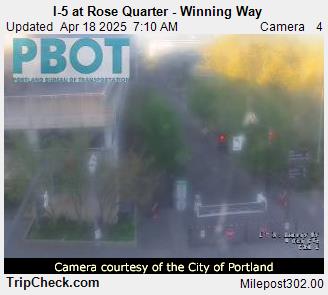 I-5 at Rose Quarter - Winning Way
Updated Apr 18 2025 7:10 AM Camera 4
PBOT
PORTLAND BUREAU OF TRANSPORTATION
Camera courtesy of the City of Portland
TripCheck.com Milepost302.00